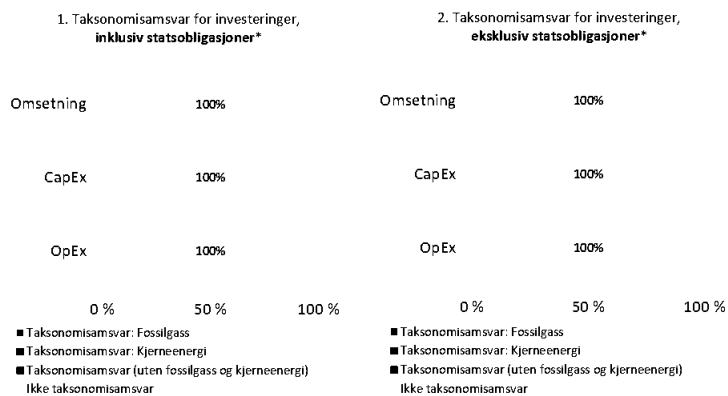 1. Taksonomisamsvar for investeringer,
inklusiv statsobligasjoner*
Omsetning 100%
CapEx 100%
OpEx 100%
0 % 50 % 100 %
■ Taksonomisamsvar: Fossilgass
■ Taksonomisamsvar: Kjerneenergi
■ Taksonomisamsvar (uten fossilgass og kjerneenergi)
Ikke taksonomisamsvar
2. Taksonomisamsvar for investeringer,
eksklusiv statsobligasjoner*
Omsetning 100%
CapEx 100%
OpEx 100%
0 % 50 % 100 %
■ Taksonomisamsvar: Fossilgass
■ Taksonomisamsvar: Kjerneenergi
■ Taksonomisamsvar (uten fossilgass og kjerneenergi)
Ikke taksonomisamsvar